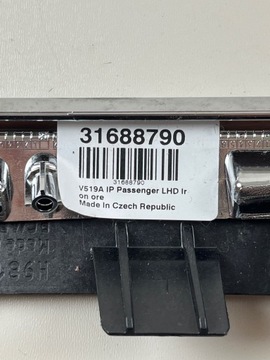 31688790
31688790
V519A IP Passenger LHD Ir
on ore
Made In Czech Republic